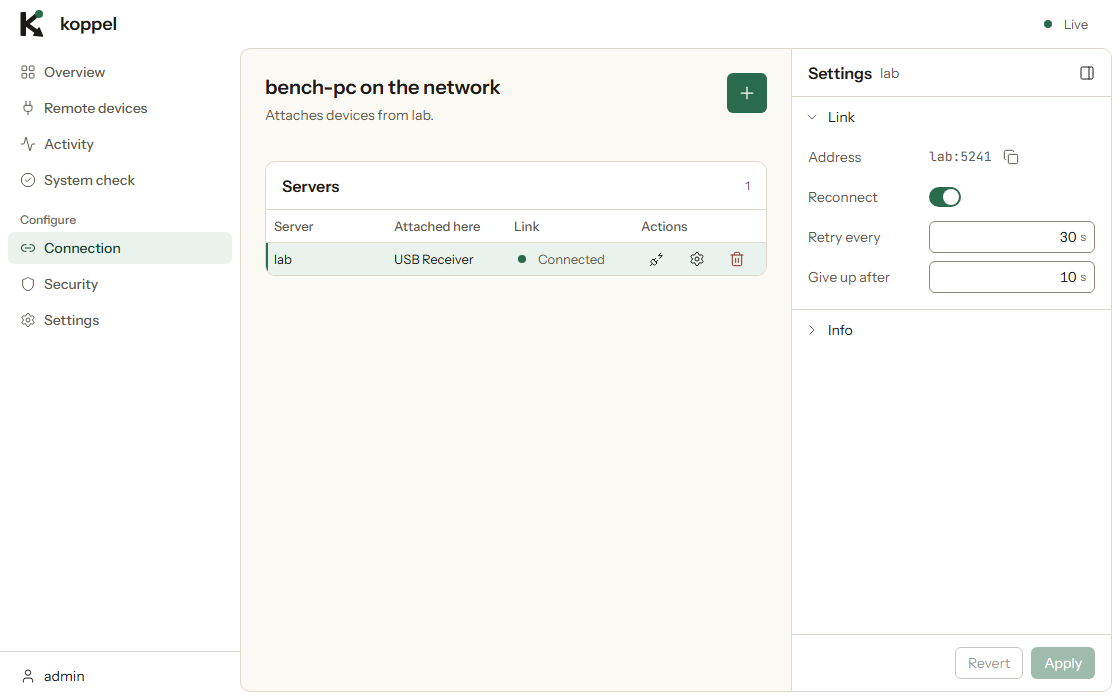 koppel
Live
Overview
Remote devices
Activity
System check
Configure
Connection
Security
Settings
admin
bench-pc on the network
Attaches devices from lab.
Servers 1
Server Attached here Link Actions
lab USB Receiver Connected
Settings lab
Link
Address lab:5241
Reconnect
Retry every 30 s
Give up after 10 s
Info
Revert Apply